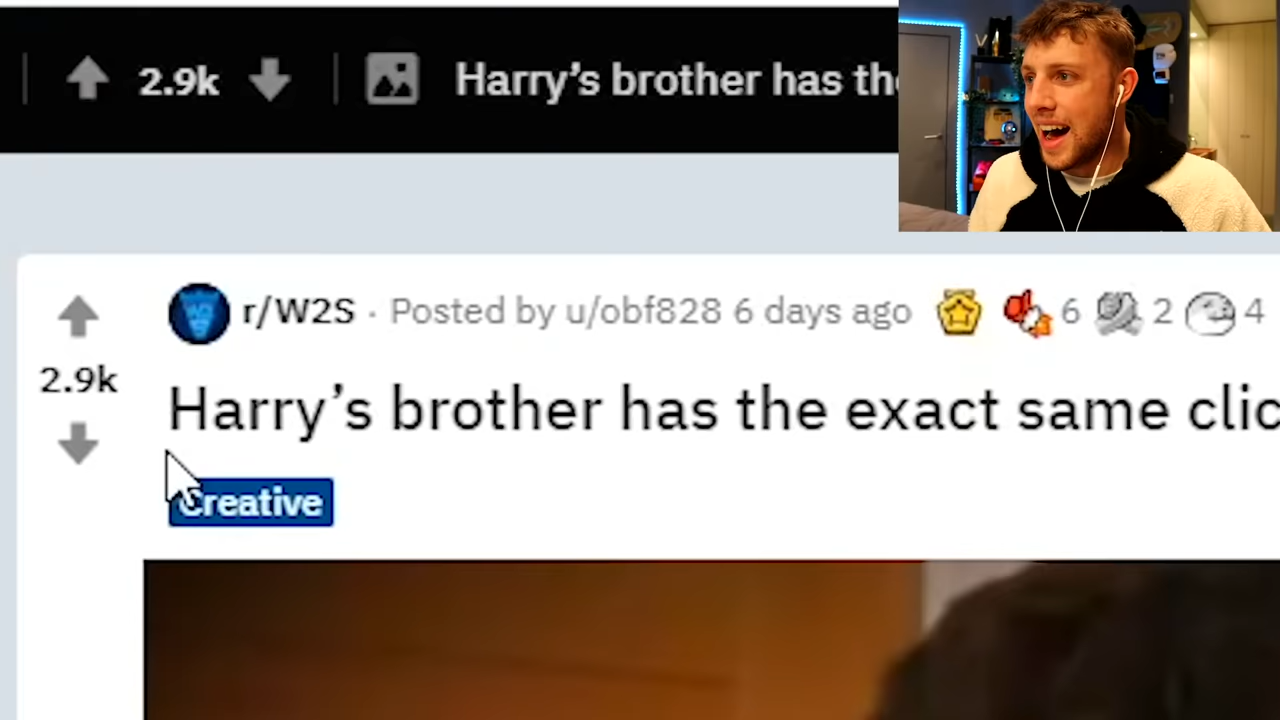 2.9k
Harry's brother has the
r/W2S · Posted by u/obf828 6 days ago 6 2 4
2.9k
Harry's brother has the exact same clic
Creative